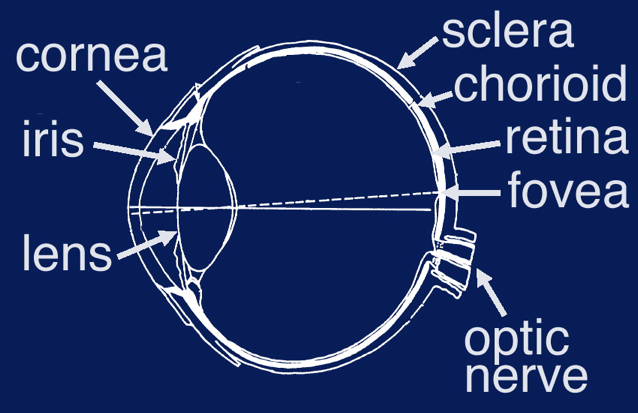 cornea
iris
lens
sclera
chorioid
retina
fovea
optic
nerve